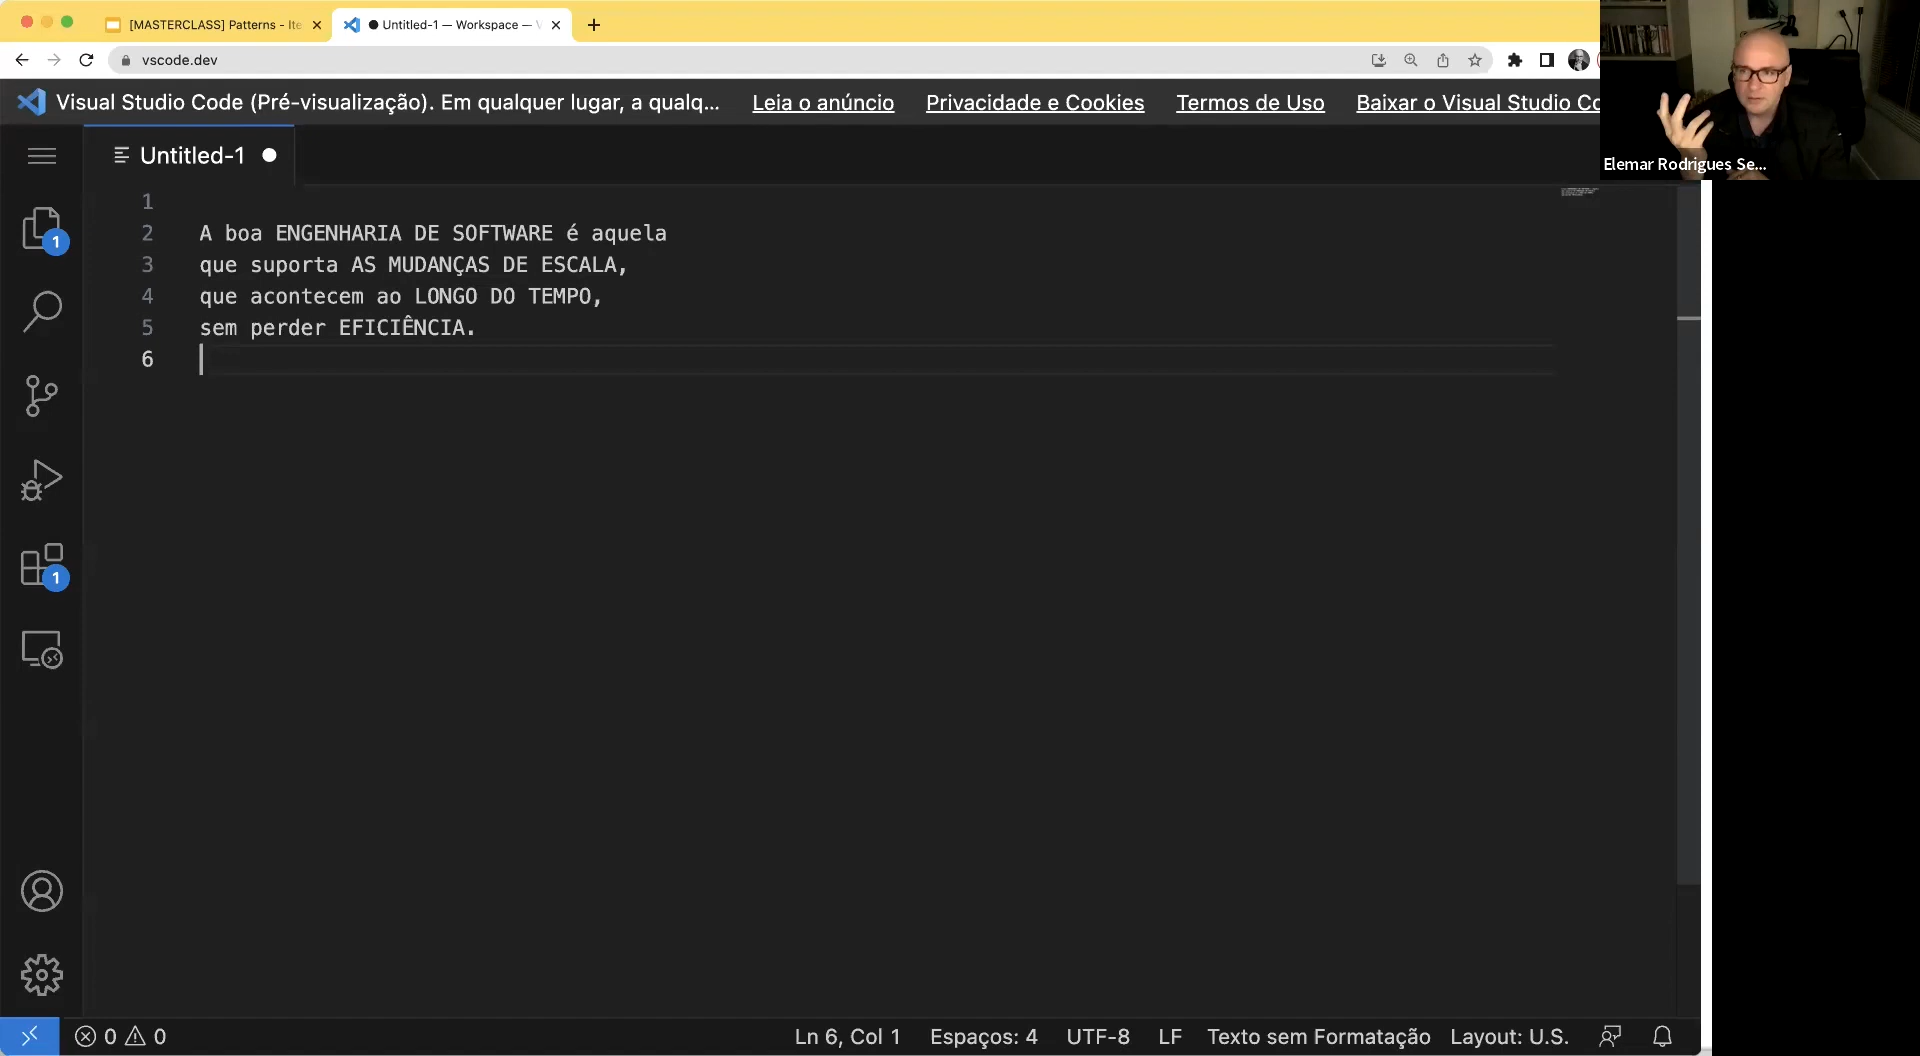 [MASTERCLASS] Patterns - Ite
Untitled-1 — Workspace —
vscode.dev
Visual Studio Code (Pré-visualização). Em qualquer lugar, a qualq... Leia o anúncio Privacidade e Cookies Termos de Uso Baixar o Visual Studio Co
Elemar Rodrigues Se...
Untitled-1
1
2 A boa ENGENHARIA DE SOFTWARE é aquela
3 que suporta AS MUDANÇAS DE ESCALA,
4 que acontecem ao LONGO DO TEMPO,
5 sem perder EFICIÊNCIA.
6
1
1
0 0 Ln 6, Col 1 Espaços: 4 UTF-8 LF Texto sem Formatação Layout: U.S.